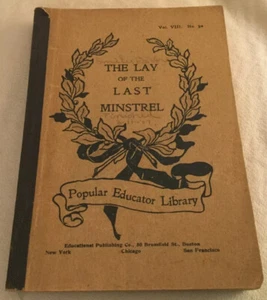 Vol. VIII. No.
THE LAY
OF THE
LAST
MINSTREL
Popular Educator Library
Educational Publishing Co., 50 Bromfield St., Boston
New York Chicago San Francisco